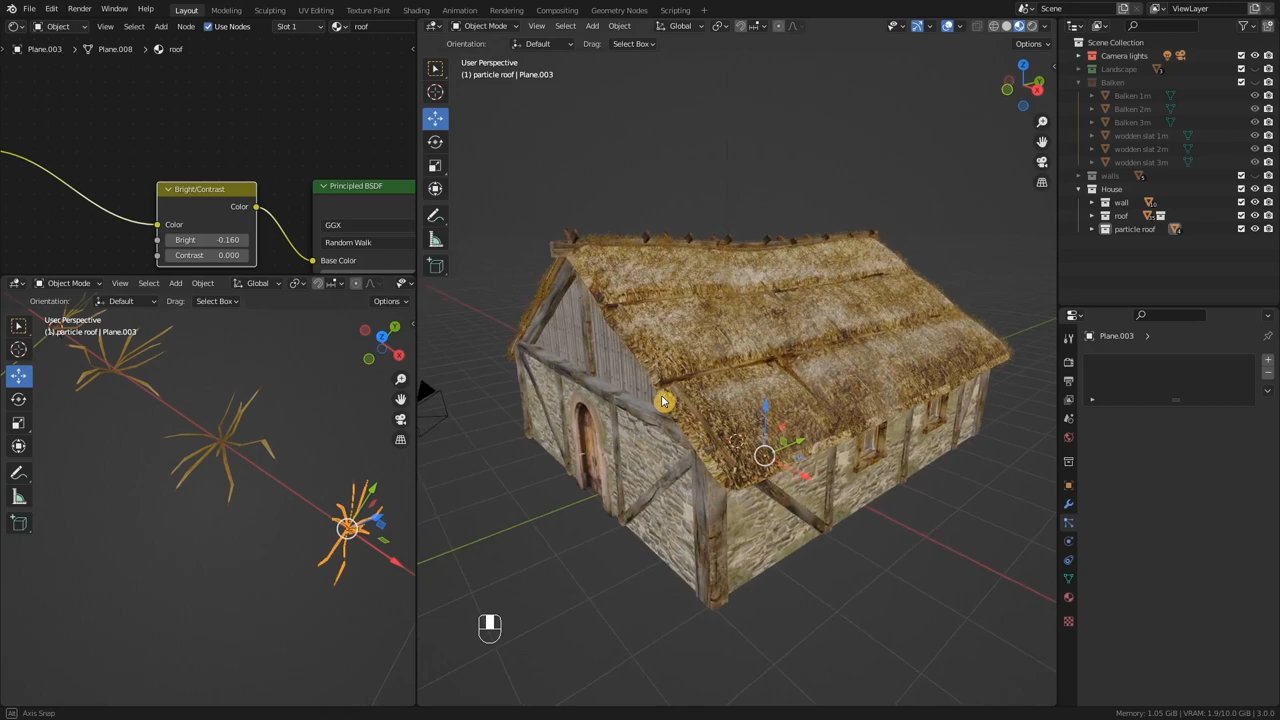 File Edit Render Window Help Layout Modeling Sculpting UV Editing Texture Paint Shading Animation Rendering Compositing Geometry Nodes Scripting + Scene ViewLayer
Object View Select Add Node Use Nodes Slot 1 roof
Plane.003 > Plane.008 > roof
Bright/Contrast
Color
Color
Bright -0.160
Contrast 0.000
Principled BSDF
GGX
Random Walk
Base Color
Object Mode View Select Add Object Global
Orientation: Default Drag: Select Box Options
User Perspective
(1) particle roof | Plane.003
X
Y
Z
Object Mode View Select Add Object Global
Orientation: Default Drag: Select Box Options
User Perspective
(1) particle roof | Plane.003
X
Y
Z
Scene Collection
Camera lights
Landscape
Balken
Balken 1m
Balken 2m
Balken 3m
wooden slat 1m
wooden slat 2m
wooden slat 3m
walls
House
wall
roof
particle roof
Plane.003 >
Alt Axis Snap
Memory: 1.05 GiB | VRAM: 1.9/10.0 GiB | 3.0.0